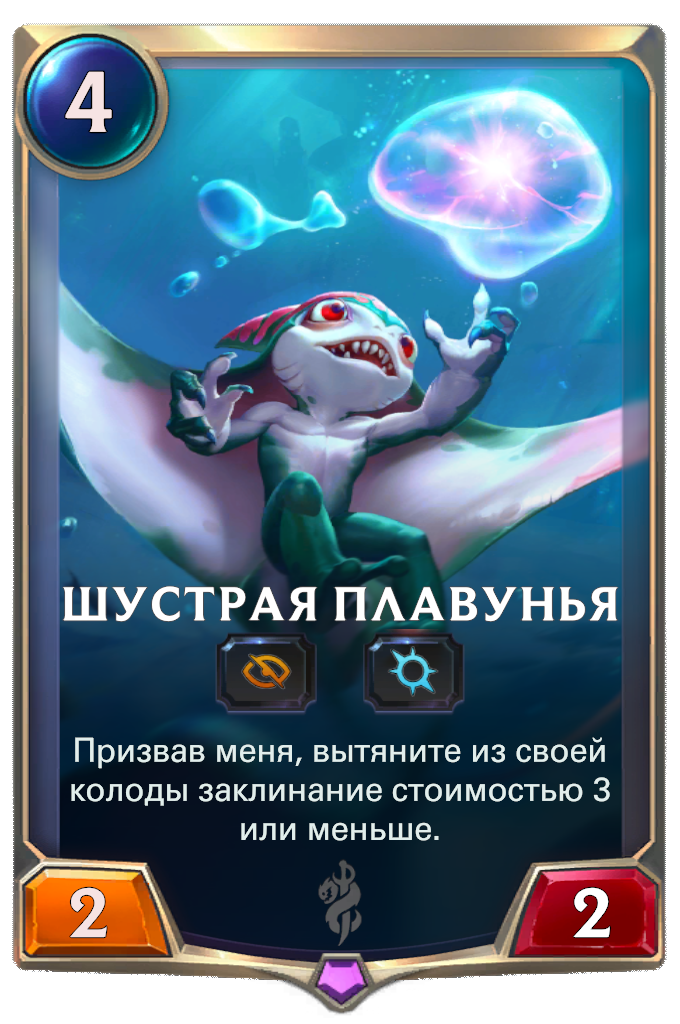 4
ШУСТРАЯ ПЛАВУНЬЯ
Призвав меня, вытяните из своей
колоды заклинание стоимостью 3
или меньше.
2
2